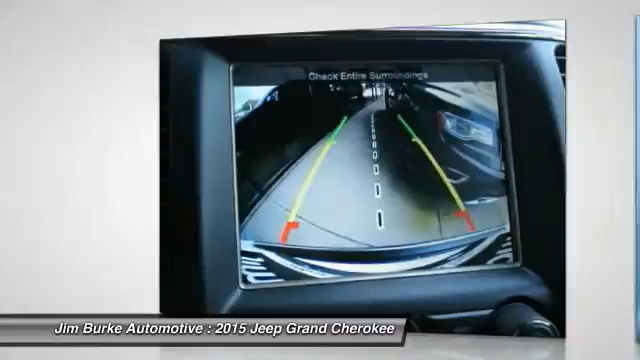 Check Entire Surroundings
Jim Burke Automotive : 2015 Jeep Grand Cherokee